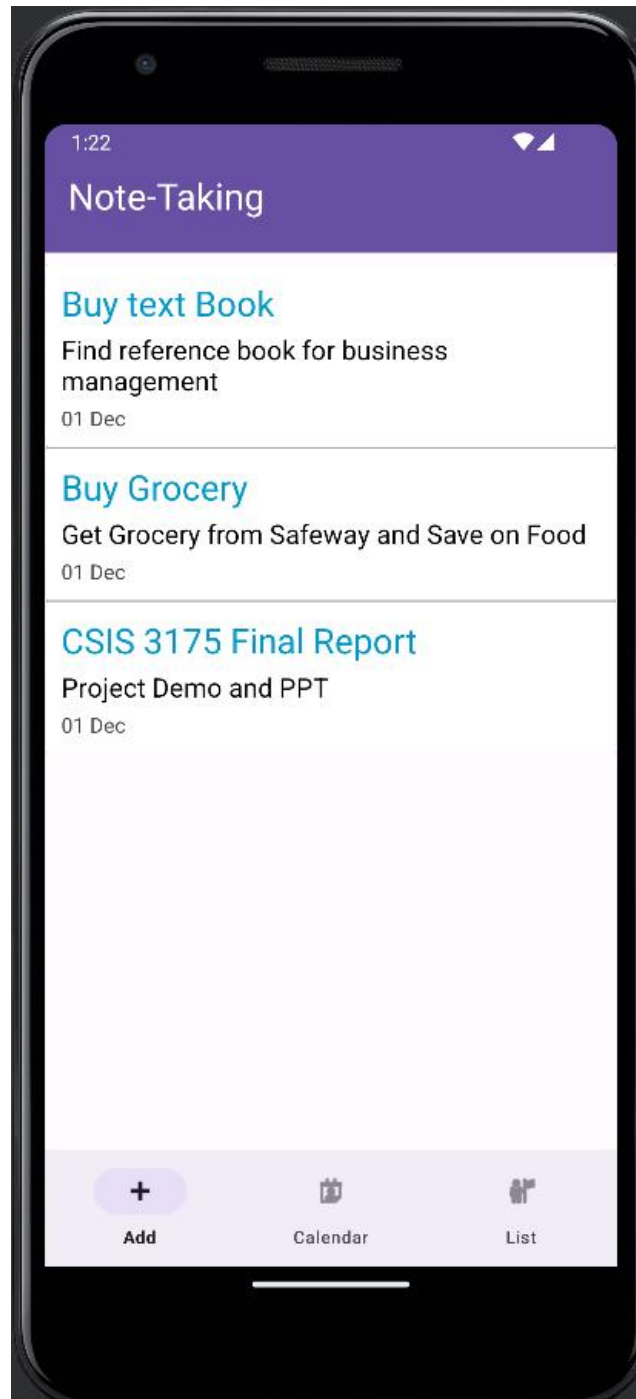 1:22
Note-Taking
Buy text Book
Find reference book for business
management
01 Dec
Buy Grocery
Get Grocery from Safeway and Save on Food
01 Dec
CSIS 3175 Final Report
Project Demo and PPT
01 Dec
Add
Calendar
List